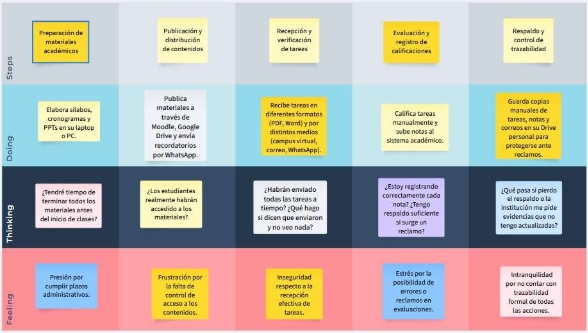 Steps
Preparación de
materiales
académicos
Publicación y
distribución
de contenidos
Recepción y
verificación
de tareas
Evaluación y
registro de
calificaciones
Respaldo y
control de
trazabilidad
Doing
Elabora sílabos,
cronogramas y
PPTs en su laptop
o PC.
Publica
materiales a
través de
Moodle, Google
Drive y envía
recordatorios
por WhatsApp.
Recibe tareas en
diferentes formatos
(PDF, Word) y por
distintos medios
(campus virtual,
correo, WhatsApp).
Califica tareas
manualmente y
sube notas al
sistema académico.
Guarda copias
manuales de
tareas, notas y
correos en su Drive
personal para
protegerse ante
reclamos.
Thinking
¿Tendré tiempo de
terminar todos los
materiales antes
del inicio de clases?
¿Los estudiantes
realmente habrán
accedido a los
materiales?
¿Habrán enviado
todas las tareas a
tiempo? ¿Qué hago
si dicen que enviaron
y no veo nada?
¿Estoy registrando
correctamente cada
nota? ¿Tengo
respaldo suficiente
si surge un
reclamo?
¿Qué pasa si pierdo
el respaldo o la
institución me pide
evidencias que no
tengo actualizadas?
Feeling
Presión por
cumplir plazos
administrativos.
Frustración por
la falta de
control de
acceso a los
contenidos.
Inseguridad
respecto a la
recepción
efectiva de
tareas.
Estrés por la
posibilidad de
errores o
reclamos en
evaluaciones.
Intranquilidad
por no contar con
trazabilidad
formal de todas
las acciones.